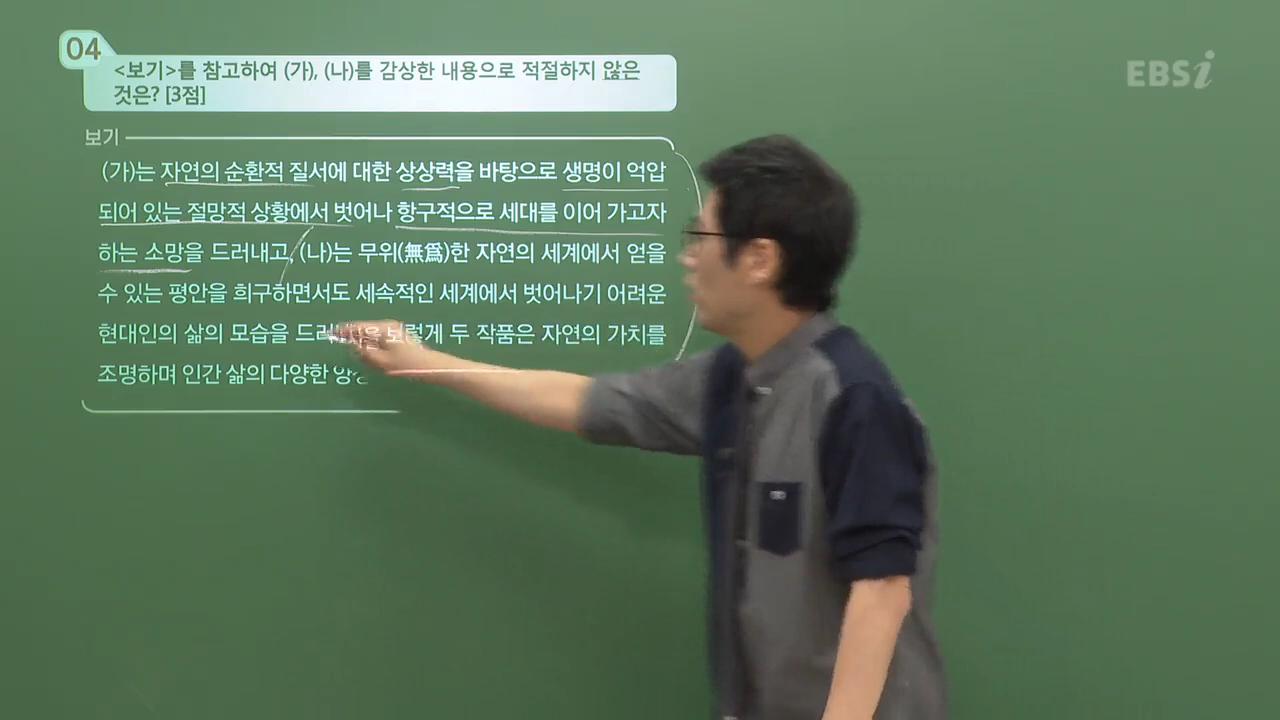 04
<보기>를 참고하여 (가), (나)를 감상한 내용으로 적절하지 않은
것은? [3점]
EBSi
보기
(가)는 자연의 순환적 질서에 대한 상상력을 바탕으로 생명이 억압
되어 있는 절망적 상황에서 벗어나 항구적으로 세대를 이어 가고자
하는 소망을 드러내고, (나)는 무위(無爲)한 자연의 세계에서 얻을
수 있는 평안을 희구하면서도 세속적인 세계에서 벗어나기 어려운
현대인의 삶의 모습을 두 작품은 자연의 가치를
조명하며 인간 삶의 다양한